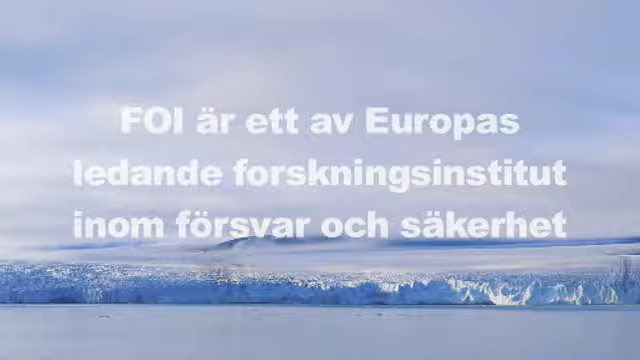 FOI är ett av Europas
ledande forskningsinstitut
inom försvar och säkerhet